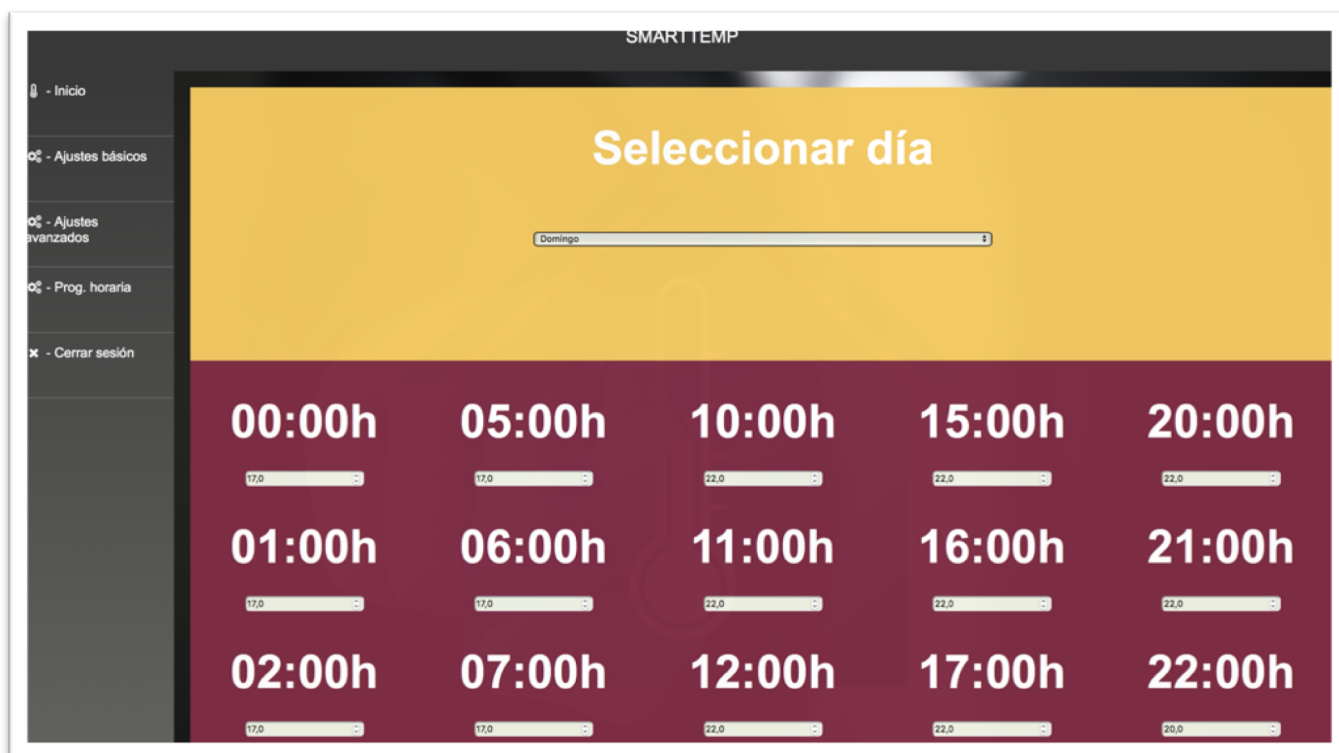 SMARTTEMP
- Inicio
- Ajustes básicos
- Ajustes
avanzados
- Prog. horaria
- Cerrar sesión
Seleccionar día
Domingo
00:00h 05:00h 10:00h 15:00h 20:00h
17,0 17,0 22,0 22,0 22,0
01:00h 06:00h 11:00h 16:00h 21:00h
17,0 17,0 22,0 22,0 22,0
02:00h 07:00h 12:00h 17:00h 22:00h
17,0 17,0 22,0 22,0 20,0